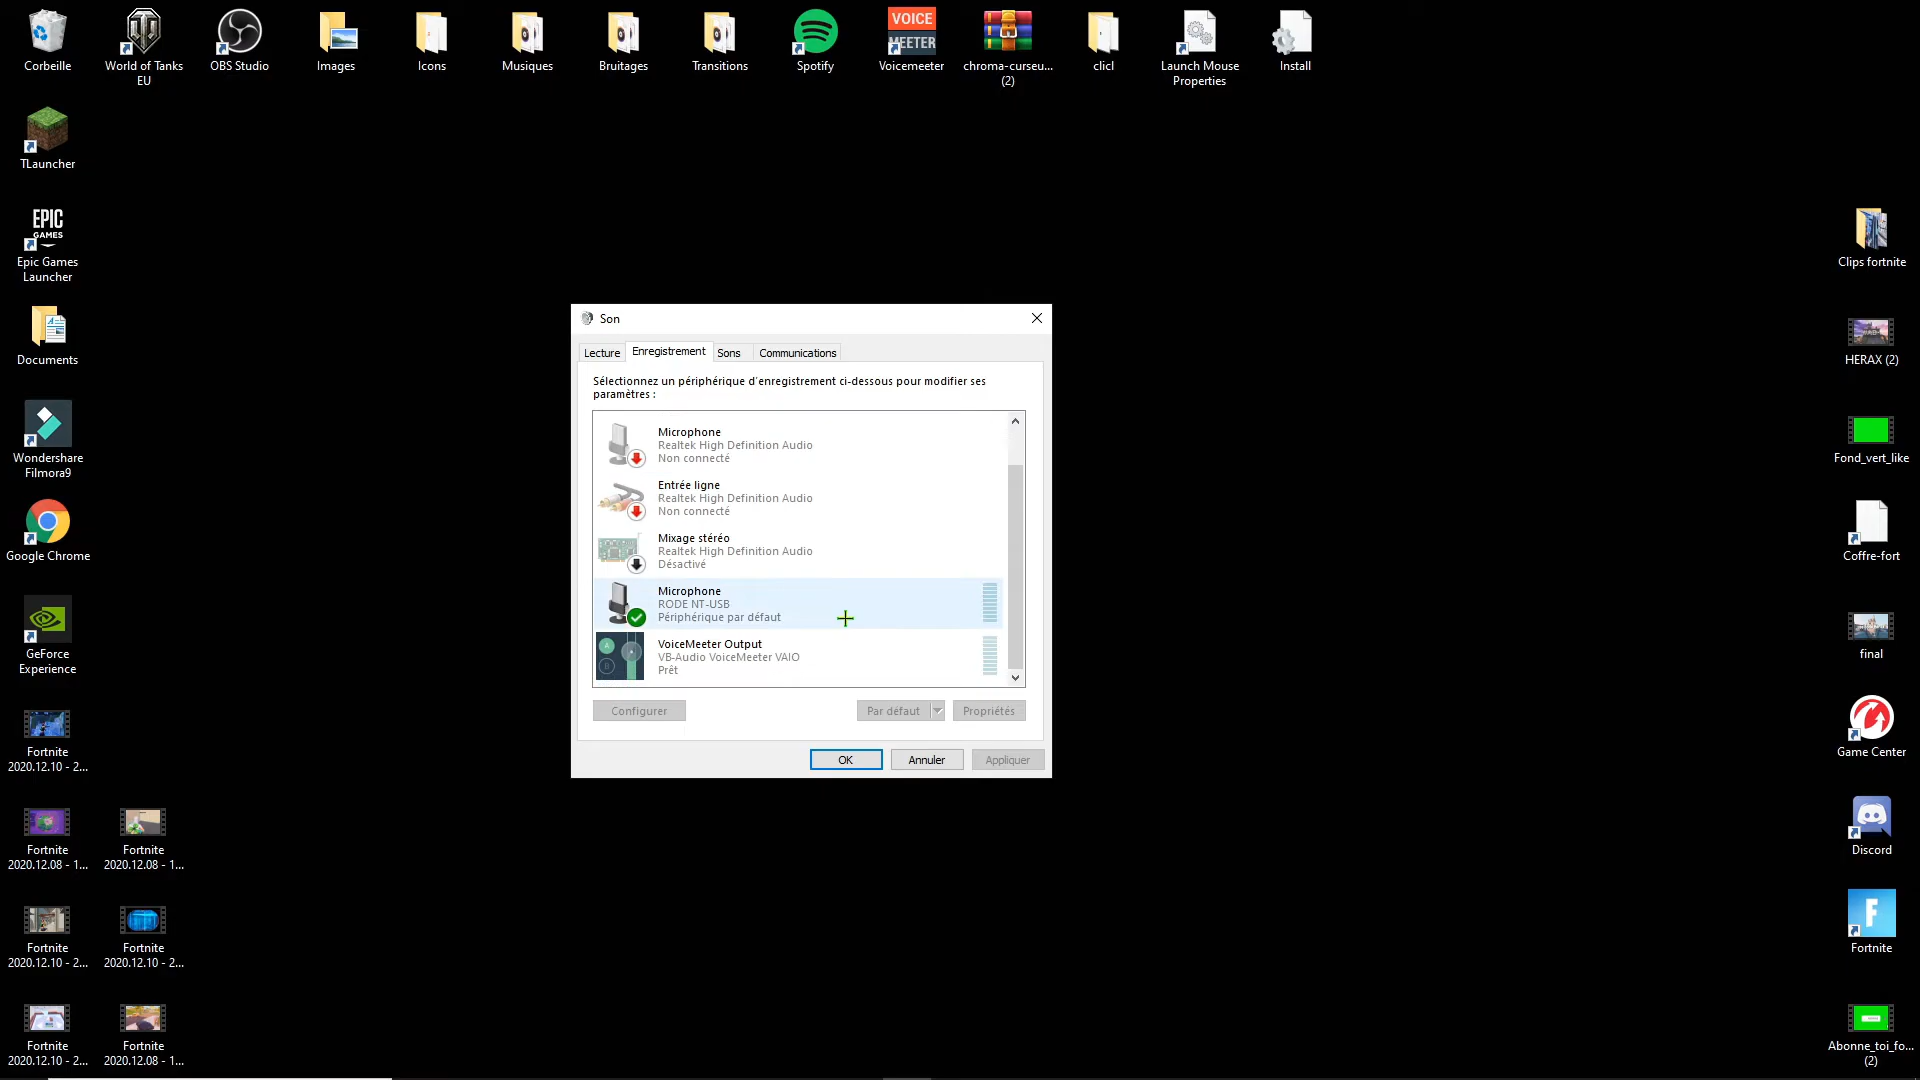 Corbeille
World of Tanks
EU
OBS Studio
Images
Icons
Musiques
Bruitages
Transitions
Spotify
VOICE
MEETER
Voicemeeter
chroma-curseu...
(2)
clicl
Launch Mouse
Properties
Install
TLauncher
EPIC
GAMES
Epic Games
Launcher
Documents
Wondershare
Filmora9
Google Chrome
GeForce
Experience
Fortnite
2020.12.10 - 2...
Fortnite
2020.12.08 - 1...
Fortnite
2020.12.08 - 1...
Fortnite
2020.12.10 - 2...
Fortnite
2020.12.10 - 2...
Fortnite
2020.12.10 - 2...
Fortnite
2020.12.08 - 1...
Son
Lecture
Enregistrement
Sons
Communications
Sélectionnez un périphérique d'enregistrement ci-dessous pour modifier ses
paramètres :
Microphone
Realtek High Definition Audio
Non connecté
Entrée ligne
Realtek High Definition Audio
Non connecté
Mixage stéréo
Realtek High Definition Audio
Désactivé
Microphone
RODE NT-USB
Périphérique par défaut
A
B
VoiceMeeter Output
VB-Audio VoiceMeeter VAIO
Prêt
Configurer
Par défaut
Propriétés
OK
Annuler
Appliquer
Clips fortnite
HERAX (2)
Fond_vert_like
Coffre-fort
final
Game Center
Discord
F
Fortnite
Abonne_toi_fo...
(2)